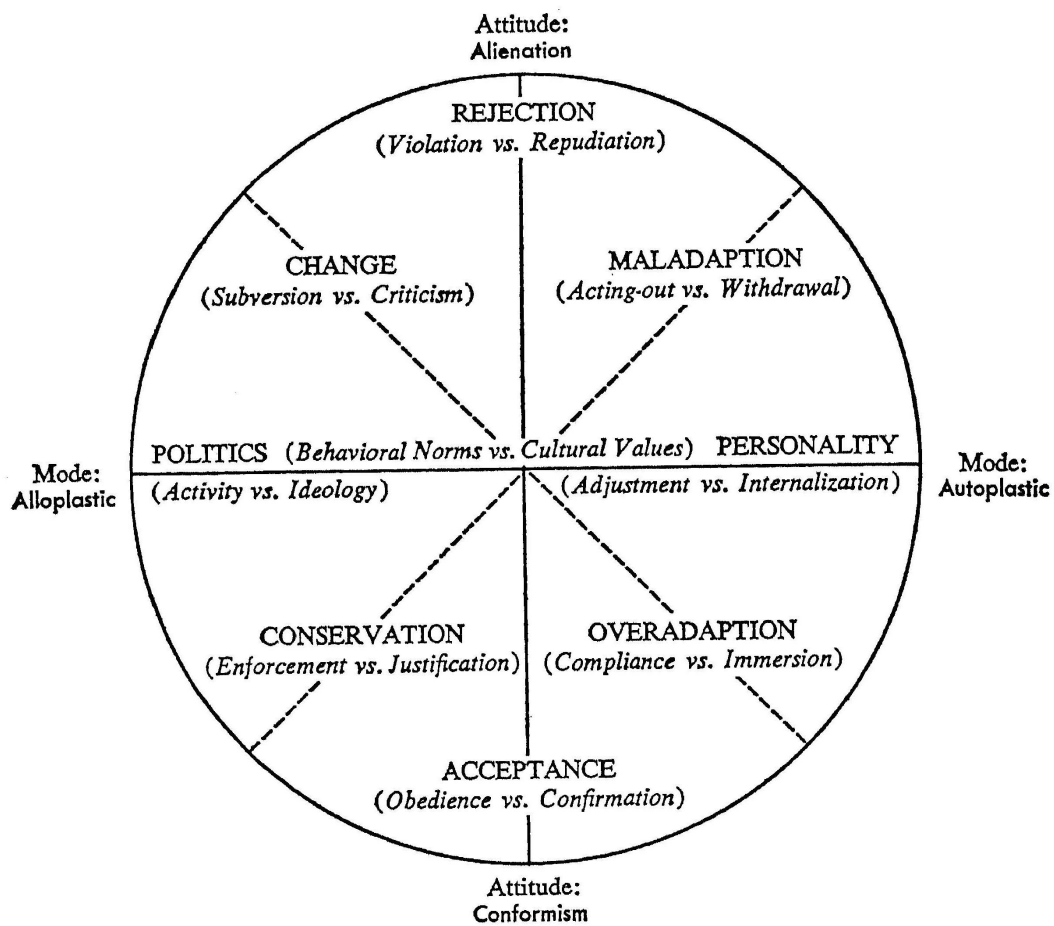 Attitude:
Alienation
REJECTION
(Violation vs. Repudiation)
CHANGE
(Subversion vs. Criticism)
MALADAPTION
(Acting-out vs. Withdrawal)
POLITICS (Behavioral Norms vs. Cultural Values) PERSONALITY
Mode:
Alloplastic
(Activity vs. Ideology)
(Adjustment vs. Internalization)
Mode:
Autoplastic
CONSERVATION
(Enforcement vs. Justification)
OVERADAPTION
(Compliance vs. Immersion)
ACCEPTANCE
(Obedience vs. Confirmation)
Attitude:
Conformism